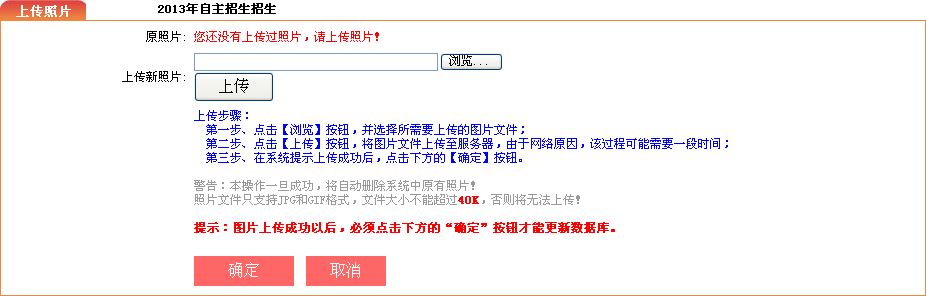 上传照片
2013年自主招生招生
原照片: 您还没有上传过照片，请上传照片！
浏览...
上传新照片:
上传
上传步骤：
第一步、点击【浏览】按钮，并选择所需要上传的图片文件；
第二步、点击【上传】按钮，将图片文件上传至服务器，由于网络原因，该过程可能需要一段时间；
第三步、在系统提示上传成功后，点击下方的【确定】按钮。
警告：本操作一旦成功，将自动删除系统中原有照片！
照片文件只支持JPG和GIF格式，文件大小不能超过40K，否则将无法上传！
提示：图片上传成功以后，必须点击下方的“确定”按钮才能更新数据库。
确定 取消